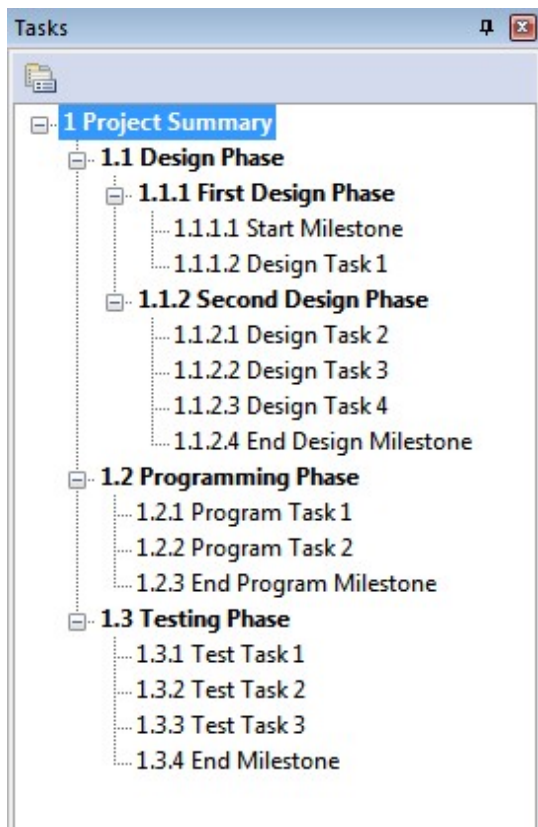 Tasks
1 Project Summary
1.1 Design Phase
1.1.1 First Design Phase
1.1.1.1 Start Milestone
1.1.1.2 Design Task 1
1.1.2 Second Design Phase
1.1.2.1 Design Task 2
1.1.2.2 Design Task 3
1.1.2.3 Design Task 4
1.1.2.4 End Design Milestone
1.2 Programming Phase
1.2.1 Program Task 1
1.2.2 Program Task 2
1.2.3 End Program Milestone
1.3 Testing Phase
1.3.1 Test Task 1
1.3.2 Test Task 2
1.3.3 Test Task 3
1.3.4 End Milestone